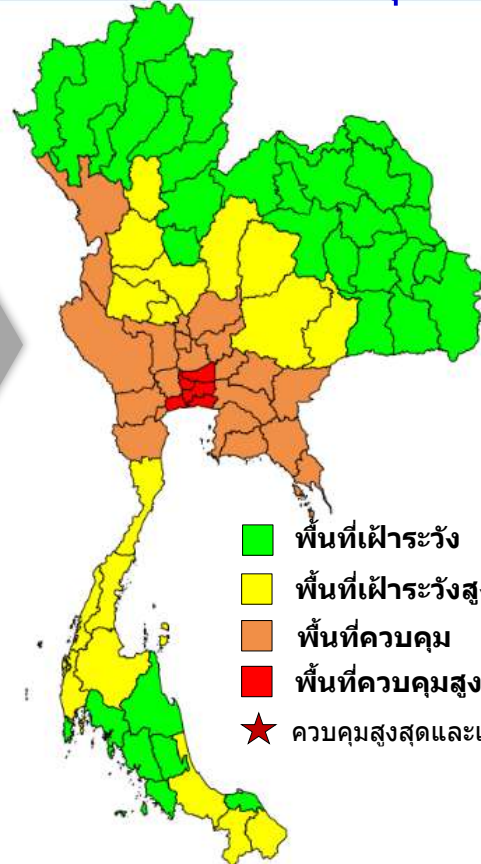 พื้นที่เฝ้าระวัง
พื้นที่เฝ้าระวังสูง
พื้นที่ควบคุม
พื้นที่ควบคุมสูง
ควบคุมสูงสุดและ